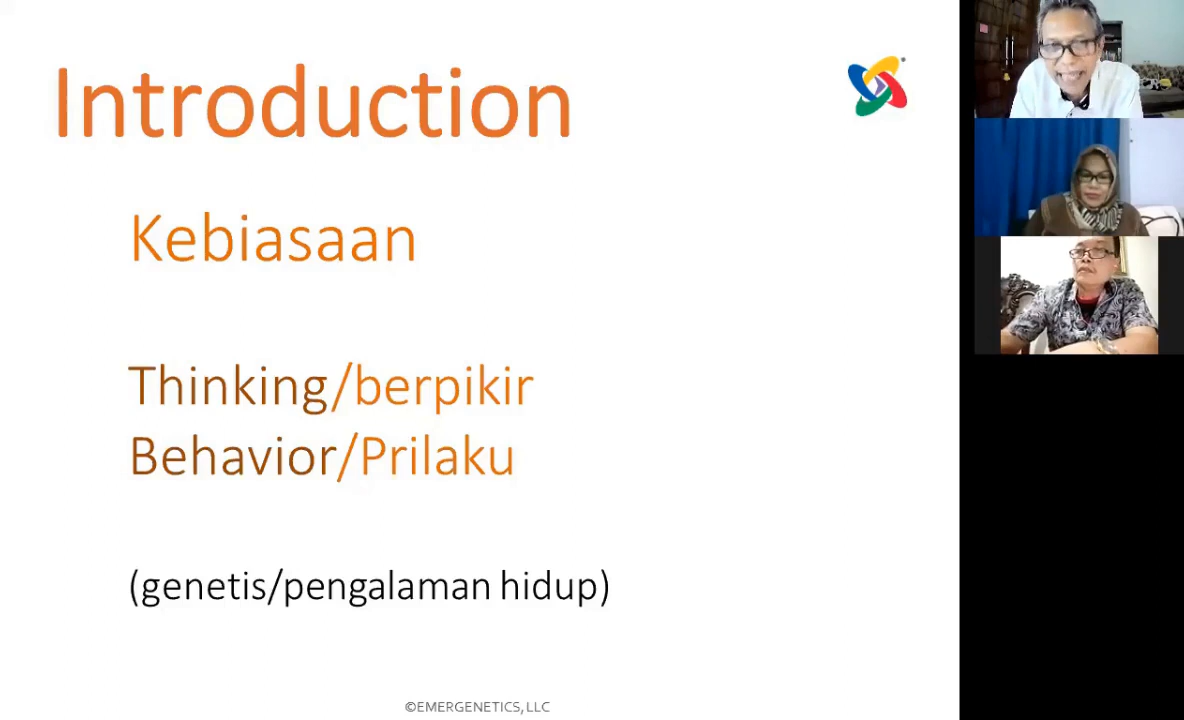 Introduction
Kebiasaan
Thinking/berpikir
Behavior/Prilaku
(genetis/pengalaman hidup)
©EMERGENETICS, LLC